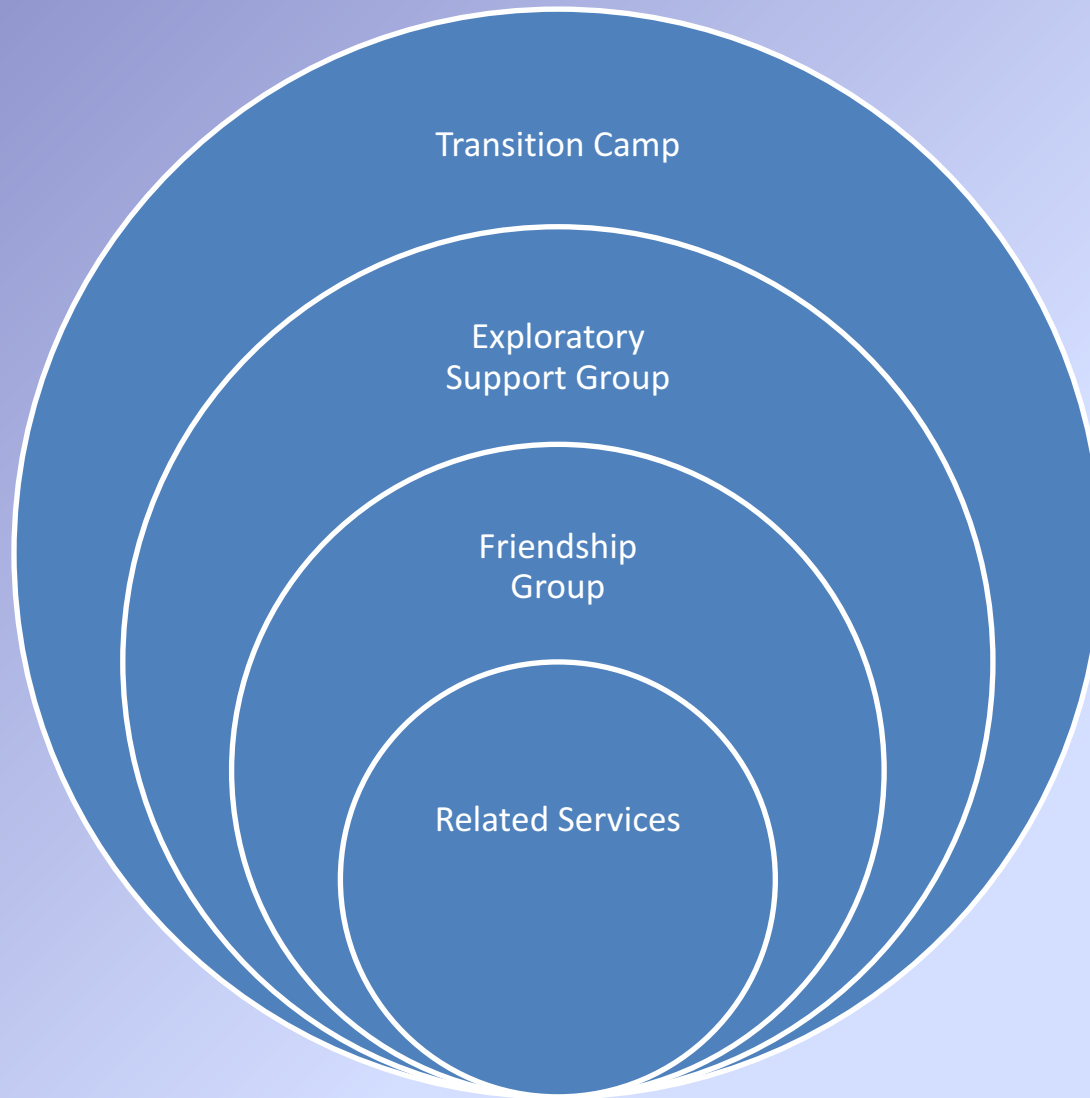 Transition Camp
Exploratory
Support Group
Friendship
Group
Related Services